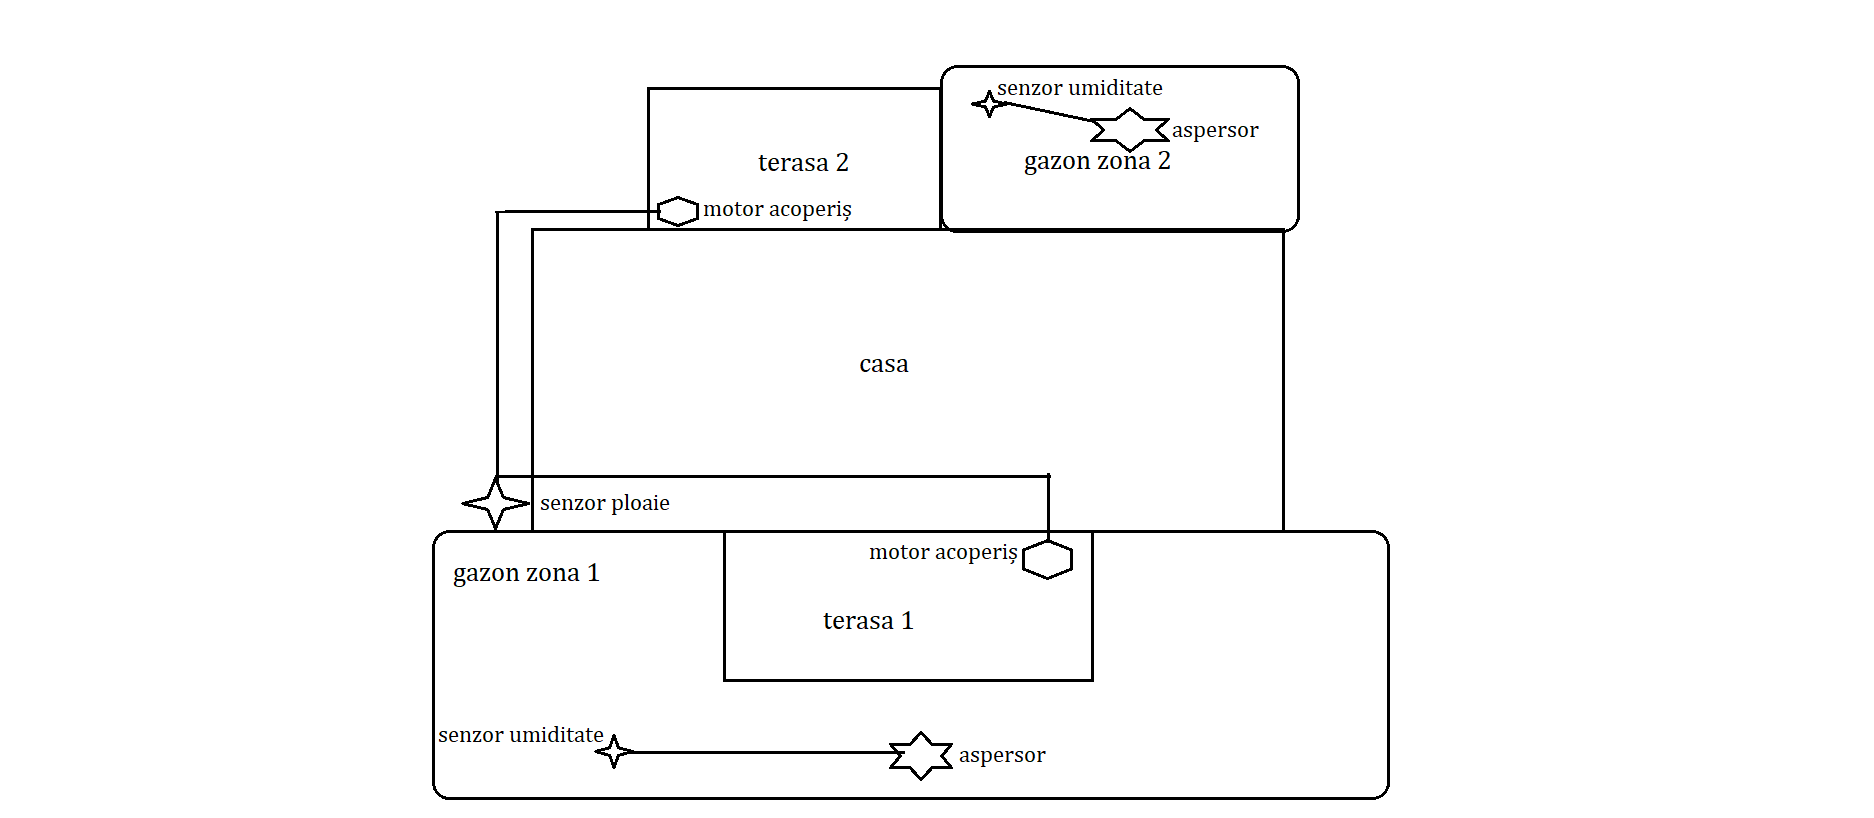 senzor umiditate
aspersor
terasa 2
gazon zona 2
motor acoperiș
casa
senzor ploaie
motor acoperiș
gazon zona 1
terasa 1
senzor umiditate
aspersor